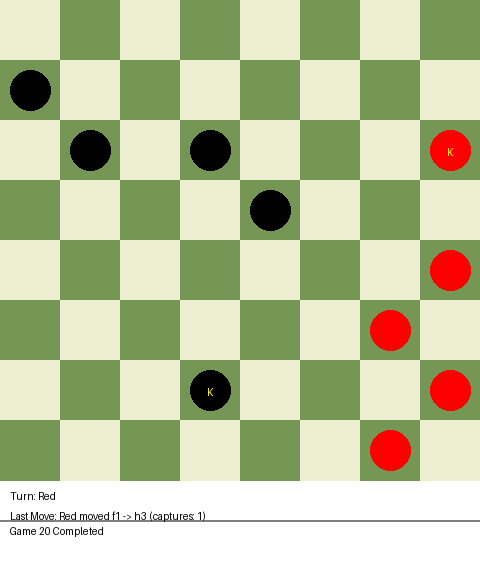 K
K
Turn: Red
Last Move: Red moved f1 -> h3 (captures: 1)
Game 20 Completed